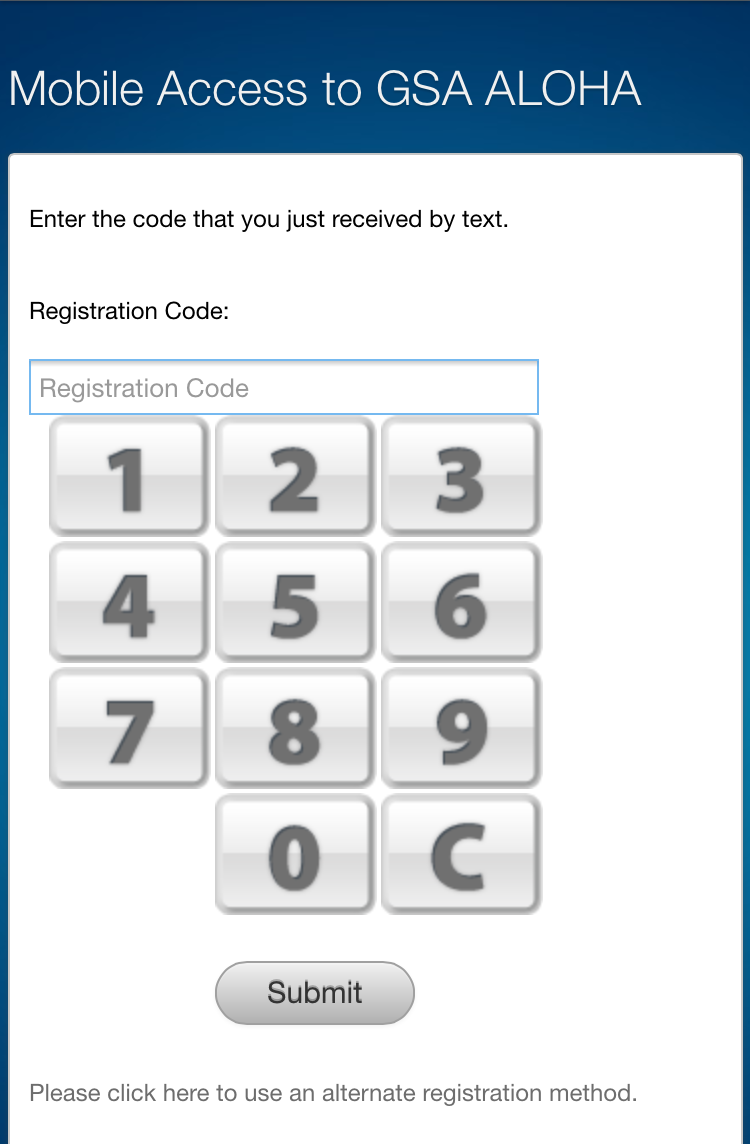 Mobile Access to GSA ALOHA
Enter the code that you just received by text.
Registration Code:
Registration Code
1 2 3
4 5 6
7 8 9
0 C
Submit
Please click here to use an alternate registration method.